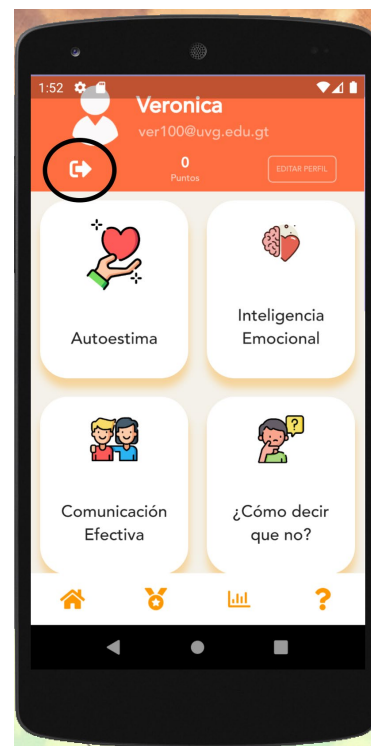 1:52
Veronica
ver100@uvg.edu.gt
0
Puntos
EDITAR PERFIL
Autoestima
Inteligencia
Emocional
Comunicación
Efectiva
¿Cómo decir
que no?